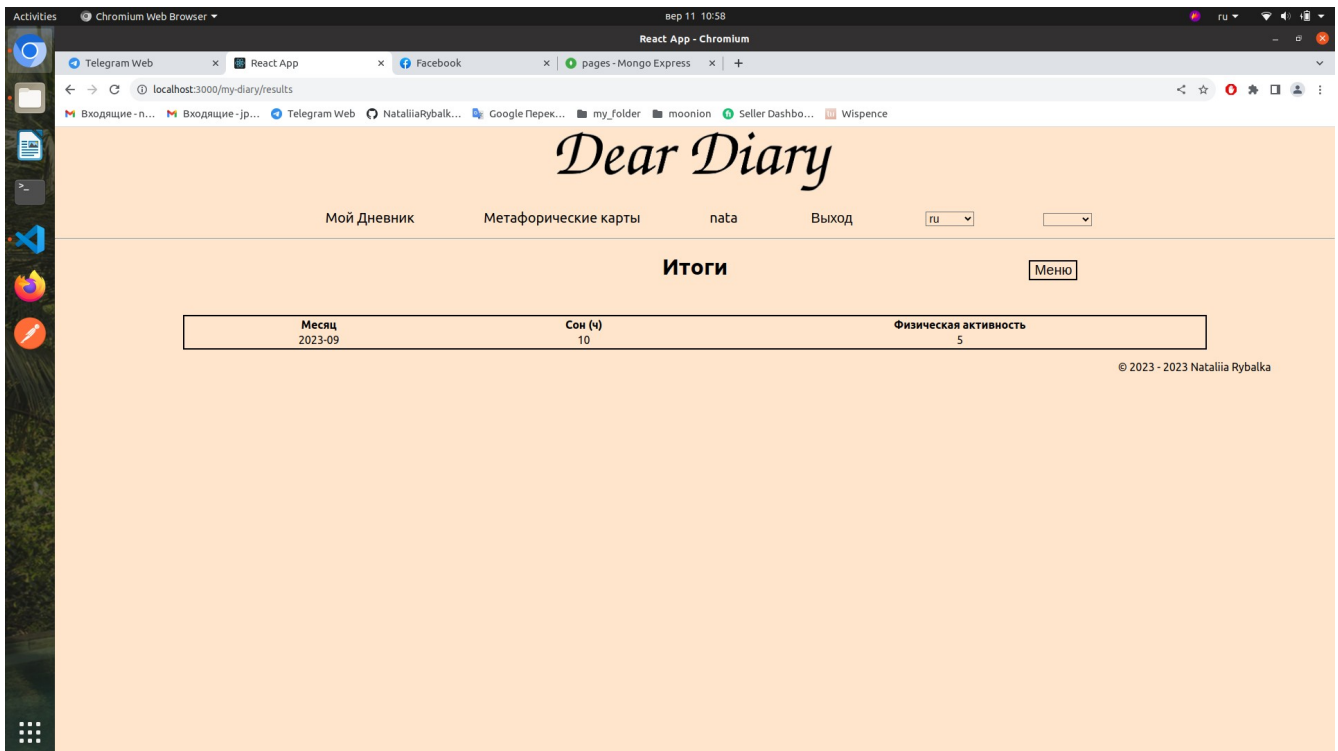 Activities Chromium Web Browser вер 11 10:58 ru
React App - Chromium
Telegram Web React App Facebook pages - Mongo Express
localhost:3000/my-diary/results
Входящие - n... Входящие - jp... Telegram Web NataliiaRybalk... Google Перек... my_folder moonion Seller Dashbo... Wispence
Dear Diary
Мой Дневник Метафорические карты nata Выход ru
Итоги Меню
Месяц Сон (ч) Физическая активность
2023-09 10 5
© 2023 - 2023 Nataliia Rybalka